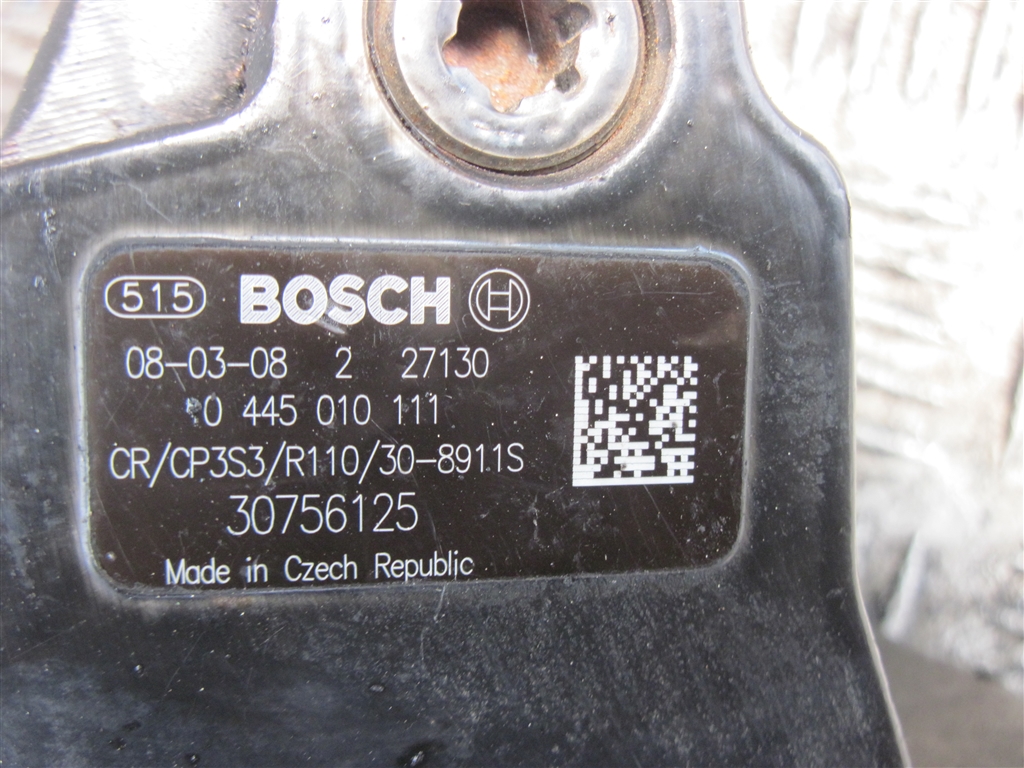 515 BOSCH
08-03-08 2 27130
0 445 010 111
CR/CP3S3/R110/30-8911S
30756125
Made in Czech Republic